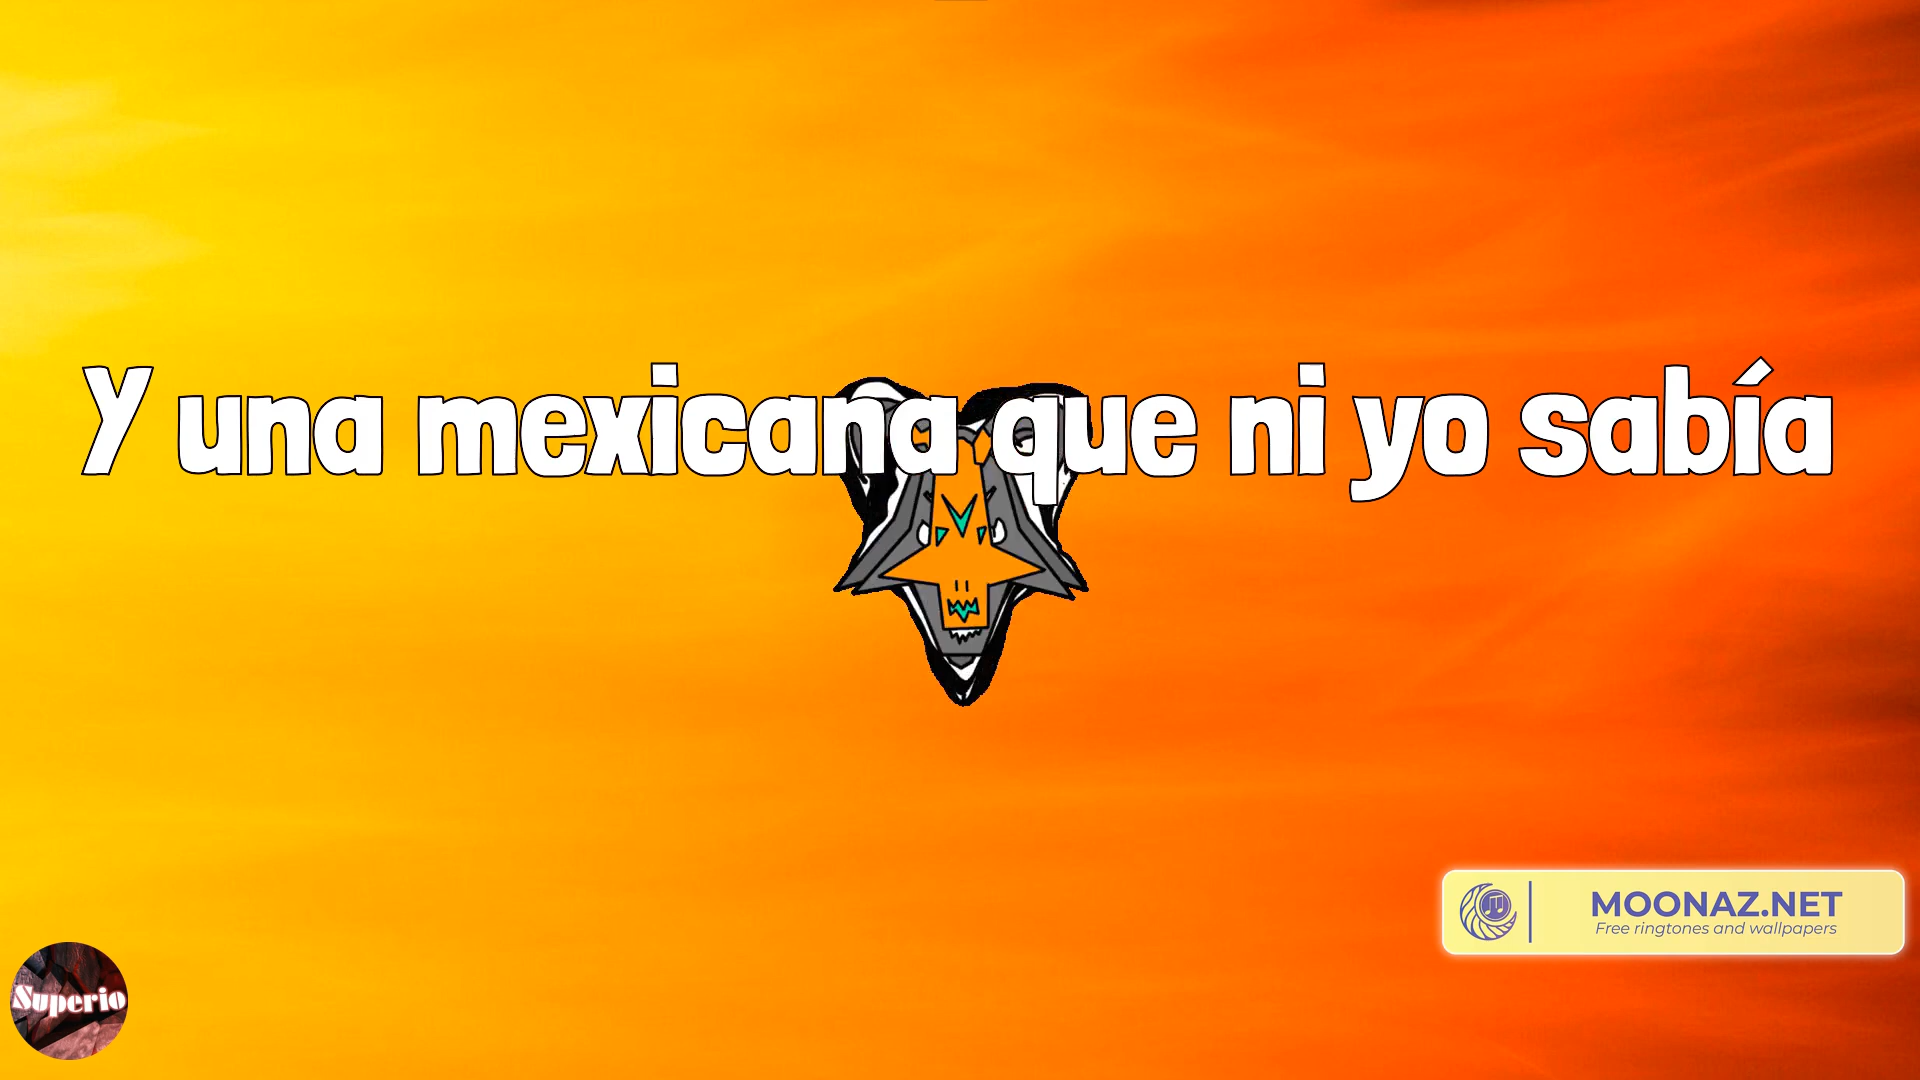 Y una mexicana que ni yo sabía
MOONAZ.NET
Free ringtones and wallpapers
Superio